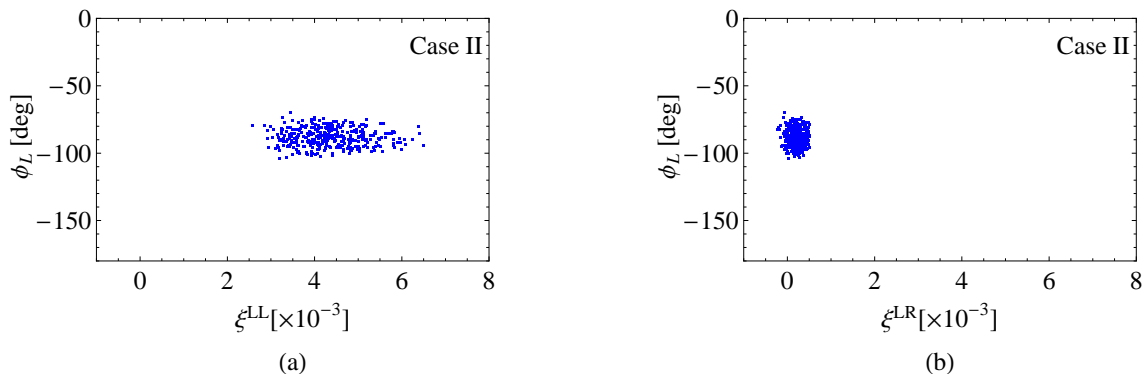 0
−50
−100
−150
ϕL [deg]
Case II
0 2 4 6 8
ξLL[×10−3]
(a)
0
−50
−100
−150
ϕL [deg]
Case II
0 2 4 6 8
ξLR[×10−3]
(b)